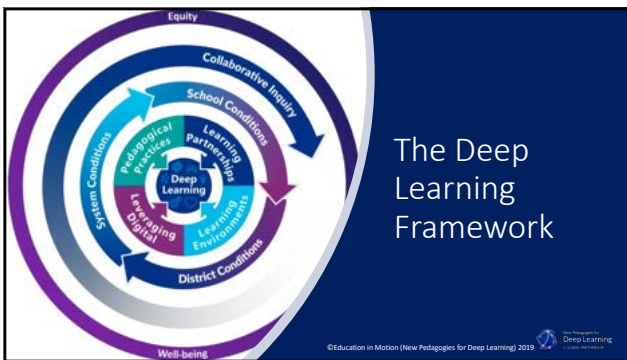 Equity
Collaborative Inquiry
School Conditions
System Conditions
Pedagogical
Practices
Learning
Partnerships
Deep
Learning
Leveraging
Digital
Learning
Environments
District Conditions
Well-being
The Deep
Learning
Framework
©Education in Motion (New Pedagogies for Deep Learning) 2019
New Pedagogies for
Deep Learning
A GLOBAL PARTNERSHIP